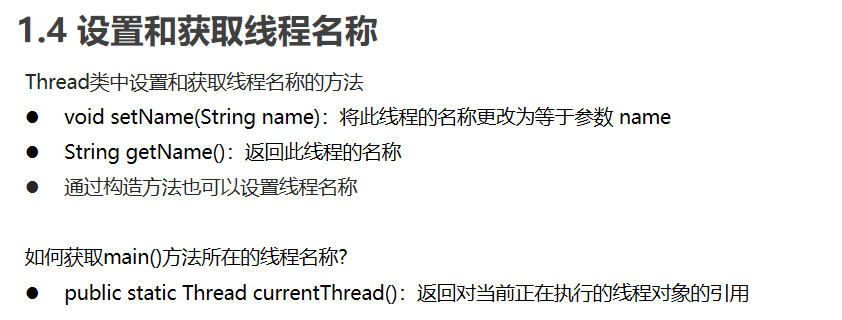 1.4 设置和获取线程名称
Thread类中设置和获取线程名称的方法
● void setName(String name)：将此线程的名称更改为等于参数 name
● String getName()：返回此线程的名称
● 通过构造方法也可以设置线程名称
如何获取main()方法所在的线程名称?
● public static Thread currentThread()：返回对当前正在执行的线程对象的引用